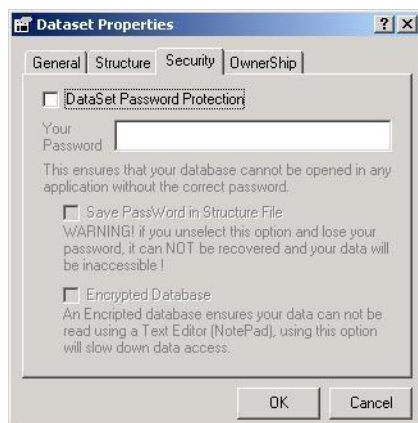 Dataset Properties
General Structure Security OwnerShip
DataSet Password Protection
Your
Password
This ensures that your database cannot be opened in any
application without the correct password.
Save PassWord in Structure File
WARNING! if you unselect this option and lose your
password, it can NOT be recovered and your data will
be inaccessible !
Encrypted Database
An Encripted database ensures your data can not be
read using a Text Editor (NotePad), using this option
will slow down data access.
OK Cancel